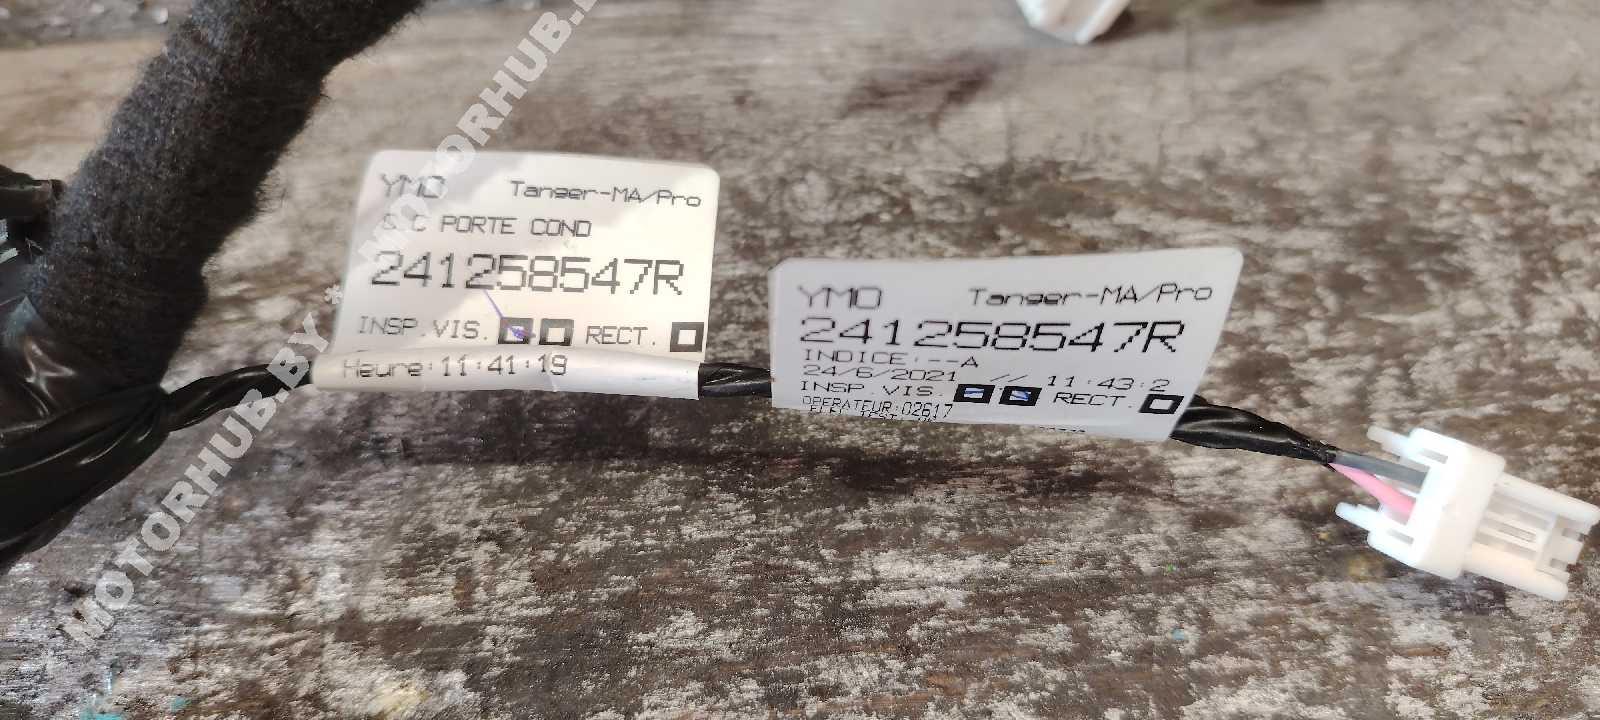 YMO Tanger-MA/Pro
& C PORTE COND
241258547R
INSP.VIS. RECT.
Heure:11:41:19
YMO Tanger-MA/Pro
241258547R
INDICE:--A
24/6/2021 // 11:43:2
INSP.VIS. RECT.
OPERATEUR:02617
MOTORHUB.BY * MOTORHUB.BY